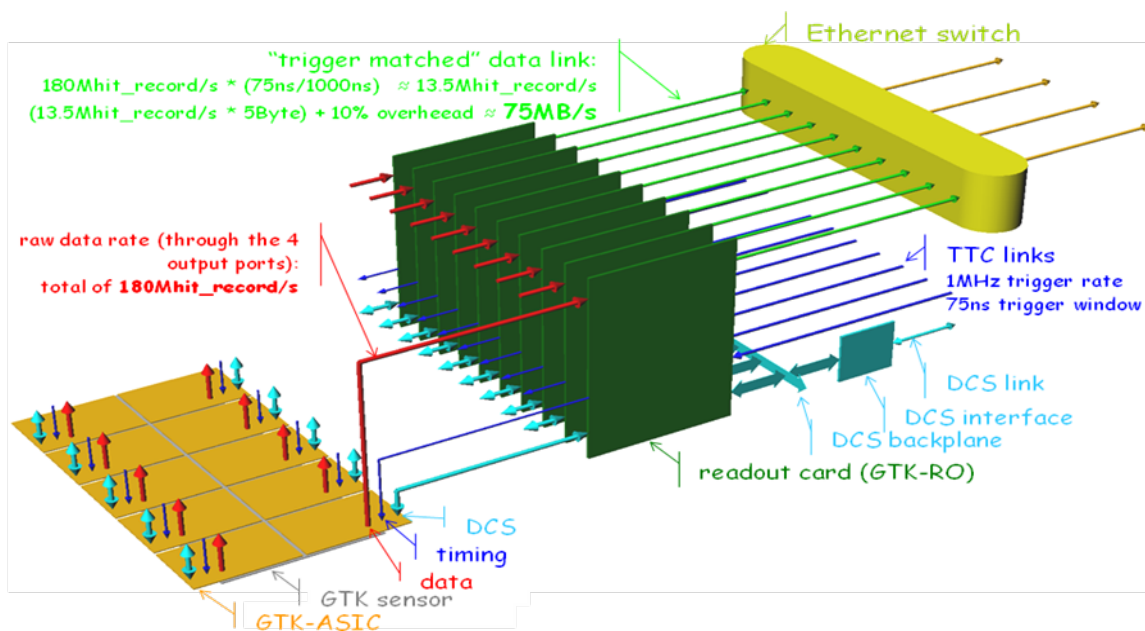 Ethernet switch
“trigger matched” data link:
180Mhit_record/s * (75ns/1000ns) ≈ 13.5Mhit_record/s
(13.5Mhit_record/s * 5Byte) + 10% overheead ≈ 75MB/s
raw data rate (through the 4
output ports):
total of 180Mhit_record/s
TTC links
1MHz trigger rate
75ns trigger window
DCS link
DCS interface
DCS backplane
readout card (GTK-RO)
DCS
timing
data
GTK sensor
GTK-ASIC